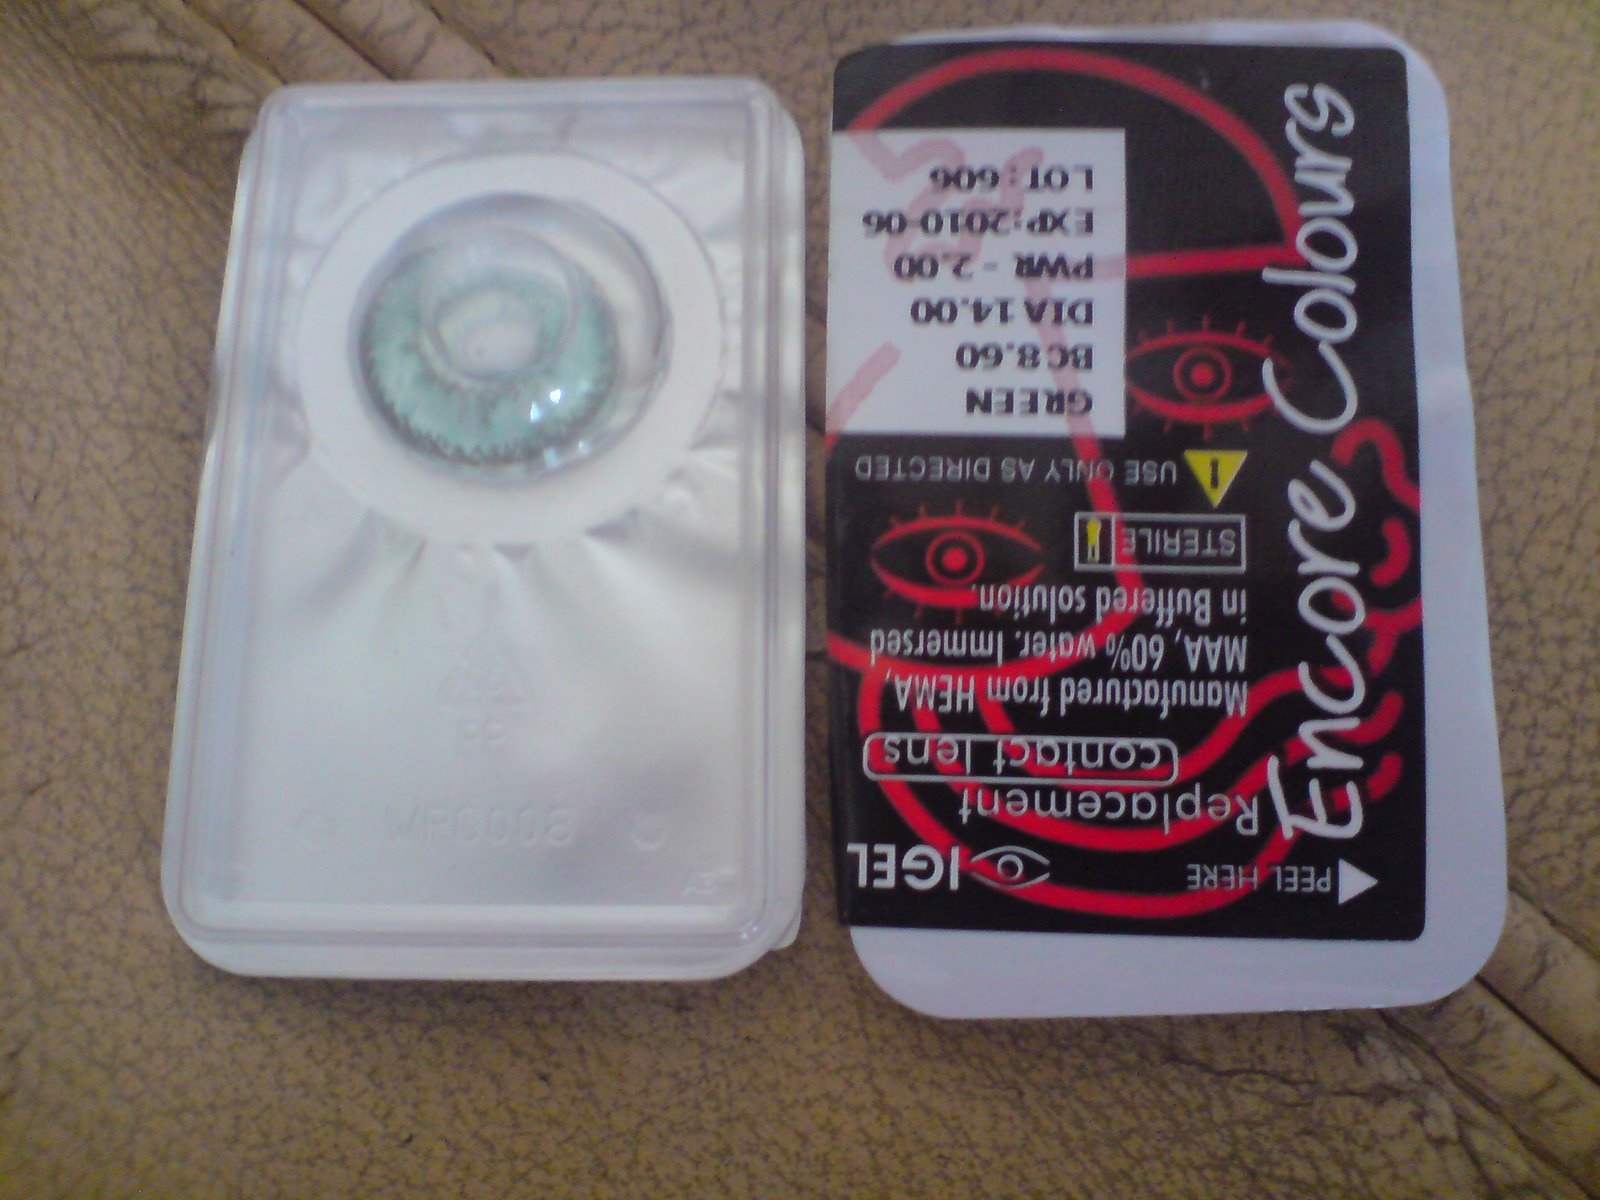 PEEL HERE
IGEL
Encore Colours
Replacement
contact lens
Manufactured from HEMA,
MAA, 60% water. Immersed
in Buffered solution.
STERILE
! USE ONLY AS DIRECTED
GREEN
BC 8.60
DIA 14.00
PWR - 2.00
EXP:2010-06
LOT : 606
PP
WPC008